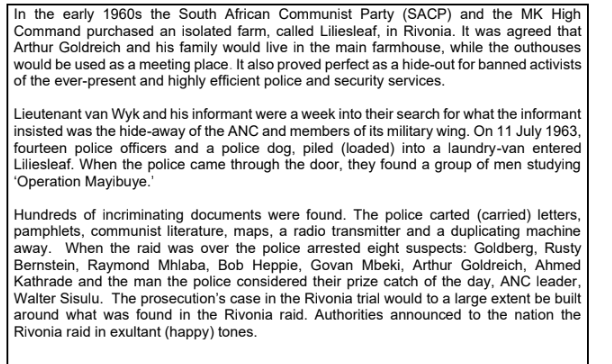 In the early 1960s the South African Communist Party (SACP) and the MK High
Command purchased an isolated farm, called Liliesleaf, in Rivonia. It was agreed that
Arthur Goldreich and his family would live in the main farmhouse, while the outhouses
would be used as a meeting place. It also proved perfect as a hide-out for banned activists
of the ever-present and highly efficient police and security services.

Lieutenant van Wyk and his informant were a week into their search for what the informant
insisted was the hide-away of the ANC and members of its military wing. On 11 July 1963,
fourteen police officers and a police dog, piled (loaded) into a laundry-van entered
Liliesleaf. When the police came through the door, they found a group of men studying
‘Operation Mayibuye.’

Hundreds of incriminating documents were found. The police carted (carried) letters,
pamphlets, communist literature, maps, a radio transmitter and a duplicating machine
away. When the raid was over the police arrested eight suspects: Goldberg, Rusty
Bernstein, Raymond Mhlaba, Bob Heppie, Govan Mbeki, Arthur Goldreich, Ahmed
Kathrade and the man the police considered their prize catch of the day, ANC leader,
Walter Sisulu. The prosecution’s case in the Rivonia trial would to a large extent be built
around what was found in the Rivonia raid. Authorities announced to the nation the
Rivonia raid in exultant (happy) tones.